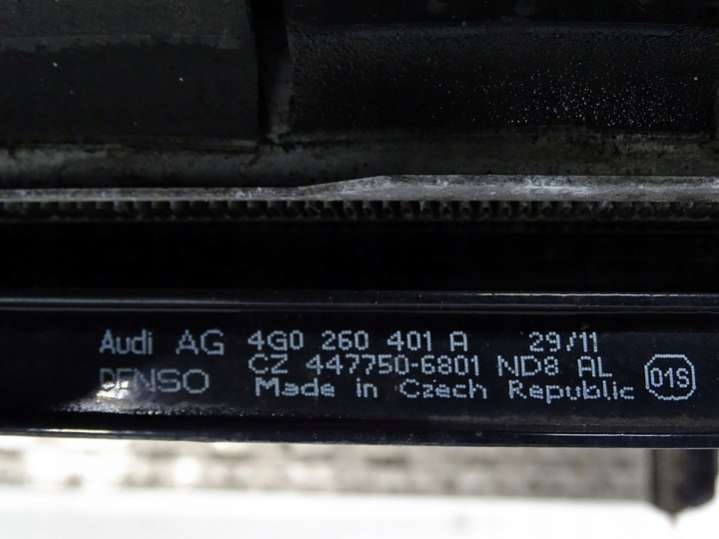 Audi AG 4G0 260 401 A 29/11
DENSO CZ 447750-6801 ND8 AL
Made in Czech Republic 01S